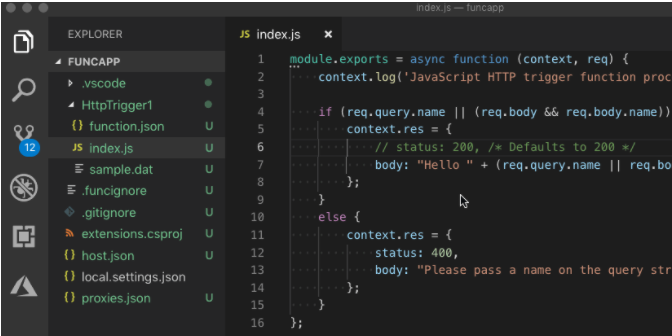 index.js — funcapp
EXPLORER
FUNCAPP
.vscode
HttpTrigger1
{} function.json U
JS index.js U
sample.dat U
.funcignore U
.gitignore U
extensions.csproj U
{} host.json U
{} local.settings.json
{} proxies.json U
12
JS index.js ×
1 module.exports = async function (context, req) {
2 context.log('JavaScript HTTP trigger function proc
3
4 if (req.query.name || (req.body && req.body.name))
5 context.res = {
6 // status: 200, /* Defaults to 200 */
7 body: "Hello " + (req.query.name || req.bo
8 };
9 }
10 else {
11 context.res = {
12 status: 400,
13 body: "Please pass a name on the query str
14 };
15 }
16 };